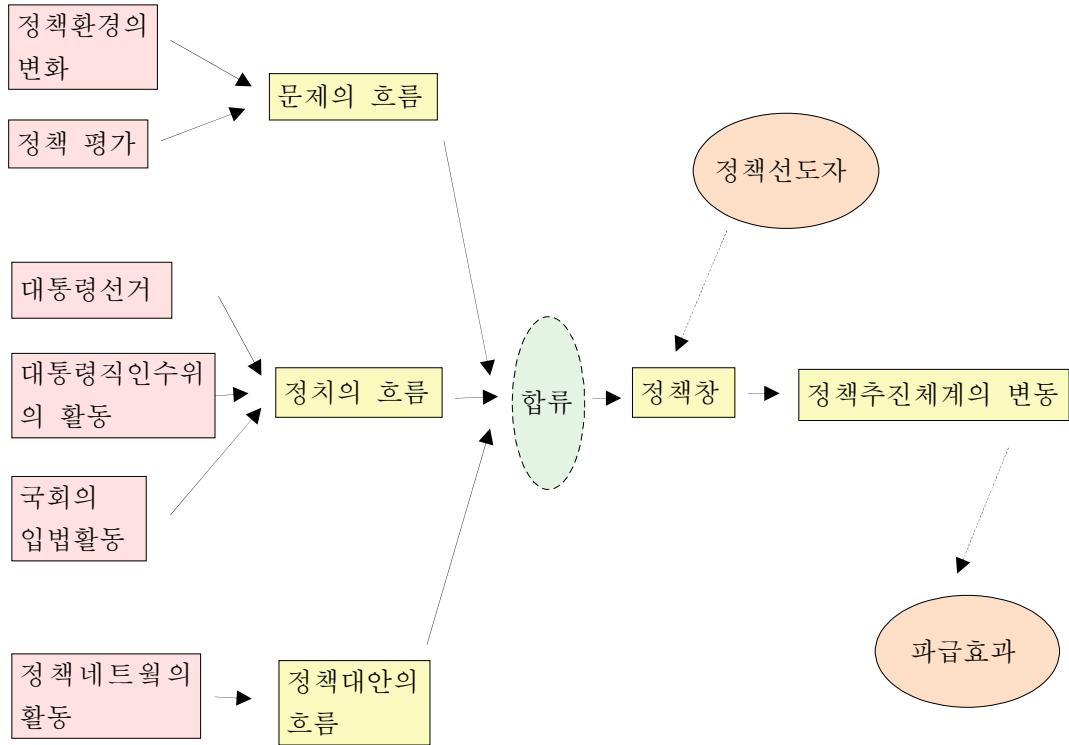 정책환경의
변화
정책 평가
문제의 흐름
정책선도자
대통령선거
대통령직인수위
의 활동
국회의
입법활동
정치의 흐름
합류
정책창
정책추진체계의 변동
정책네트웍의
활동
정책대안의
흐름
파급효과